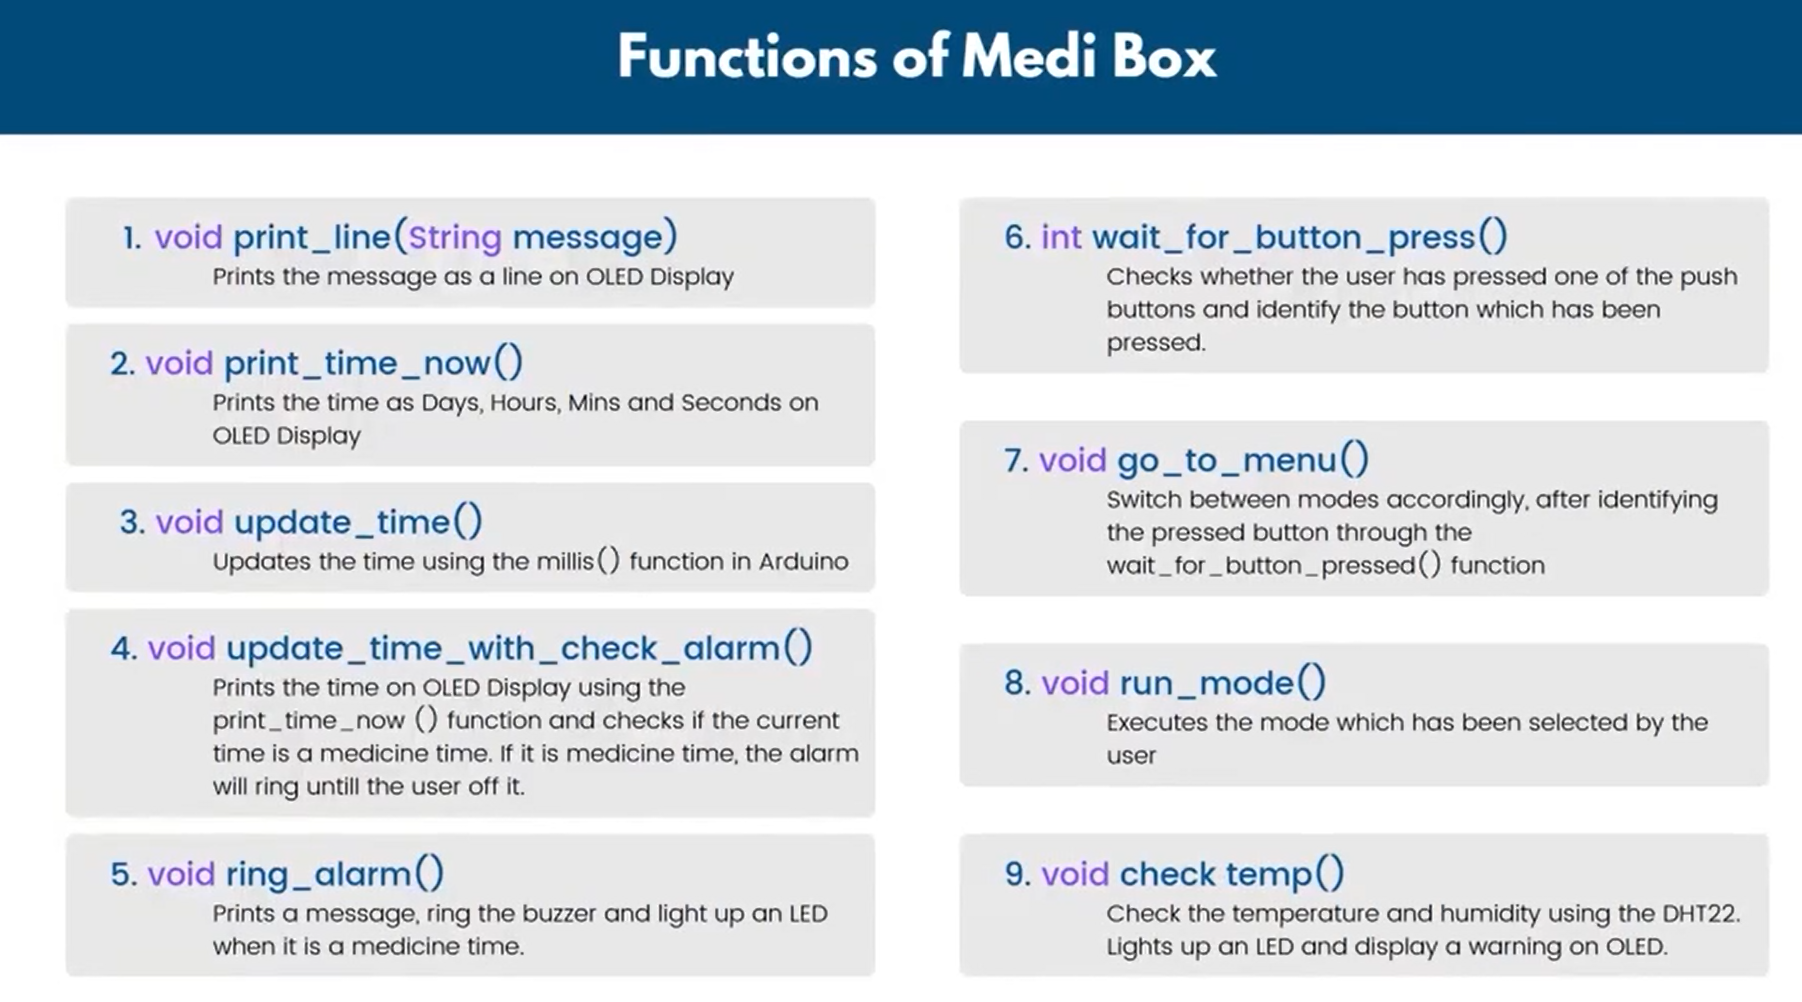 Functions of Medi Box
1. void print_line(String message)
Prints the message as a line on OLED Display
2. void print_time_now()
Prints the time as Days, Hours, Mins and Seconds on
OLED Display
3. void update_time()
Updates the time using the millis() function in Arduino
4. void update_time_with_check_alarm()
Prints the time on OLED Display using the
print_time_now () function and checks if the current
time is a medicine time. If it is medicine time, the alarm
will ring untill the user off it.
5. void ring_alarm()
Prints a message, ring the buzzer and light up an LED
when it is a medicine time.
6. int wait_for_button_press()
Checks whether the user has pressed one of the push
buttons and identify the button which has been
pressed.
7. void go_to_menu()
Switch between modes accordingly, after identifying
the pressed button through the
wait_for_button_pressed() function
8. void run_mode()
Executes the mode which has been selected by the
user
9. void check temp()
Check the temperature and humidity using the DHT22.
Lights up an LED and display a warning on OLED.